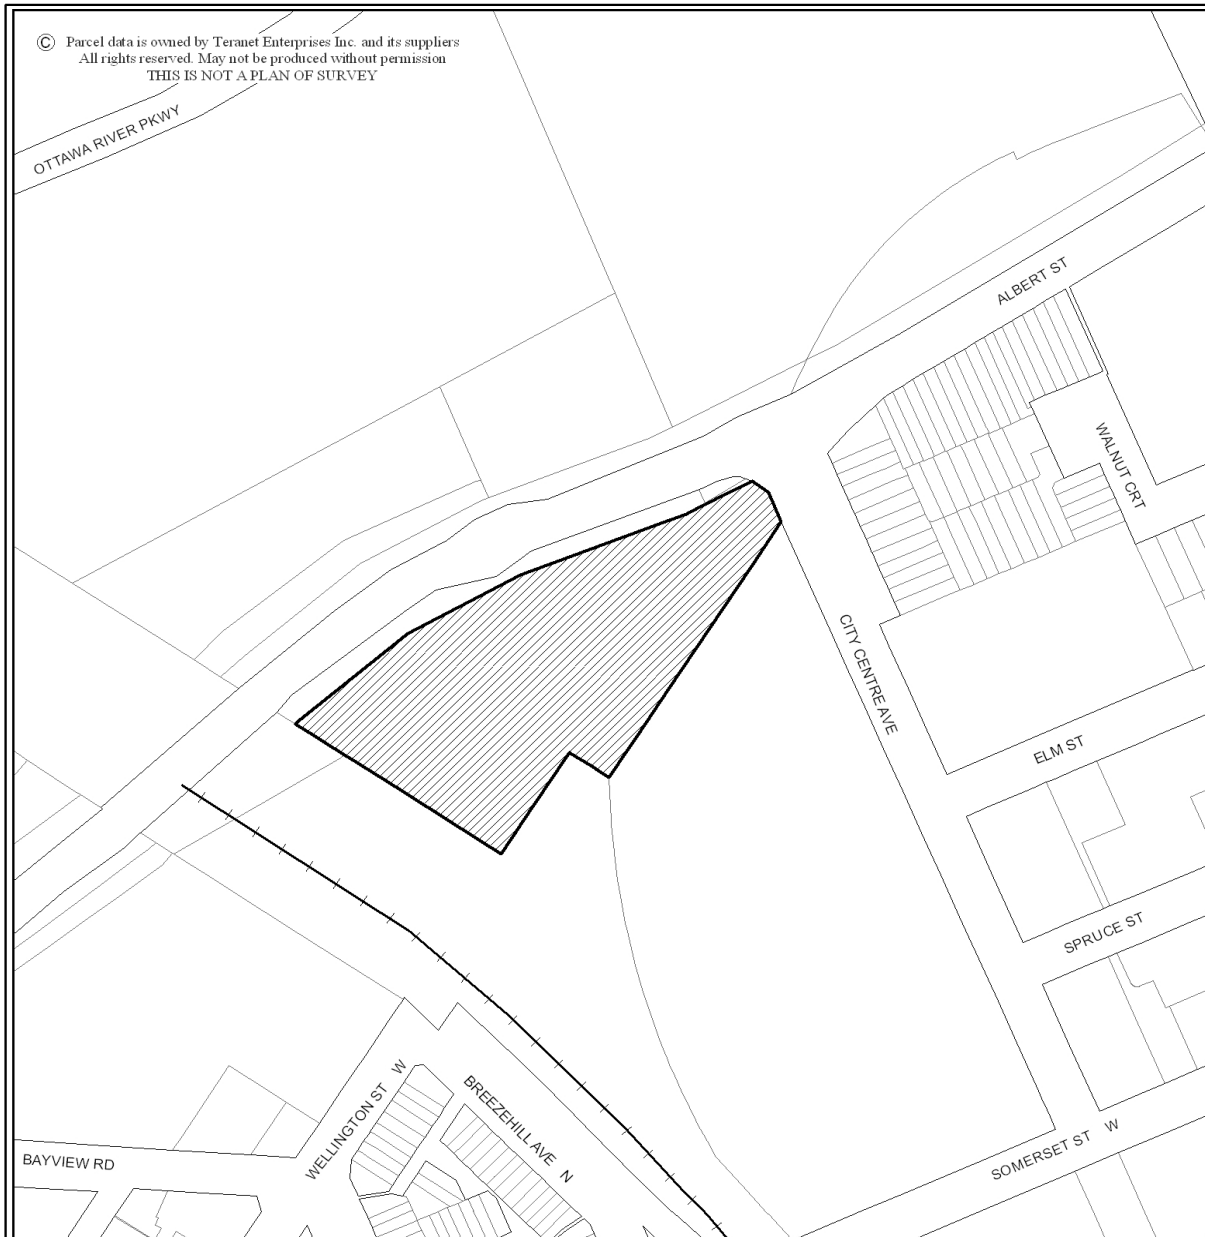 © Parcel data is owned by Teranet Enterprises Inc. and its suppliers
All rights reserved. May not be produced without permission
THIS IS NOT A PLAN OF SURVEY
OTTAWA RIVER PKWY
ALBERT ST
WALNUT CRT
CITY CENTRE AVE
ELM ST
SPRUCE ST
WELLINGTON ST W
BREEZEHILL AVE N
SOMERSET ST W
BAYVIEW RD